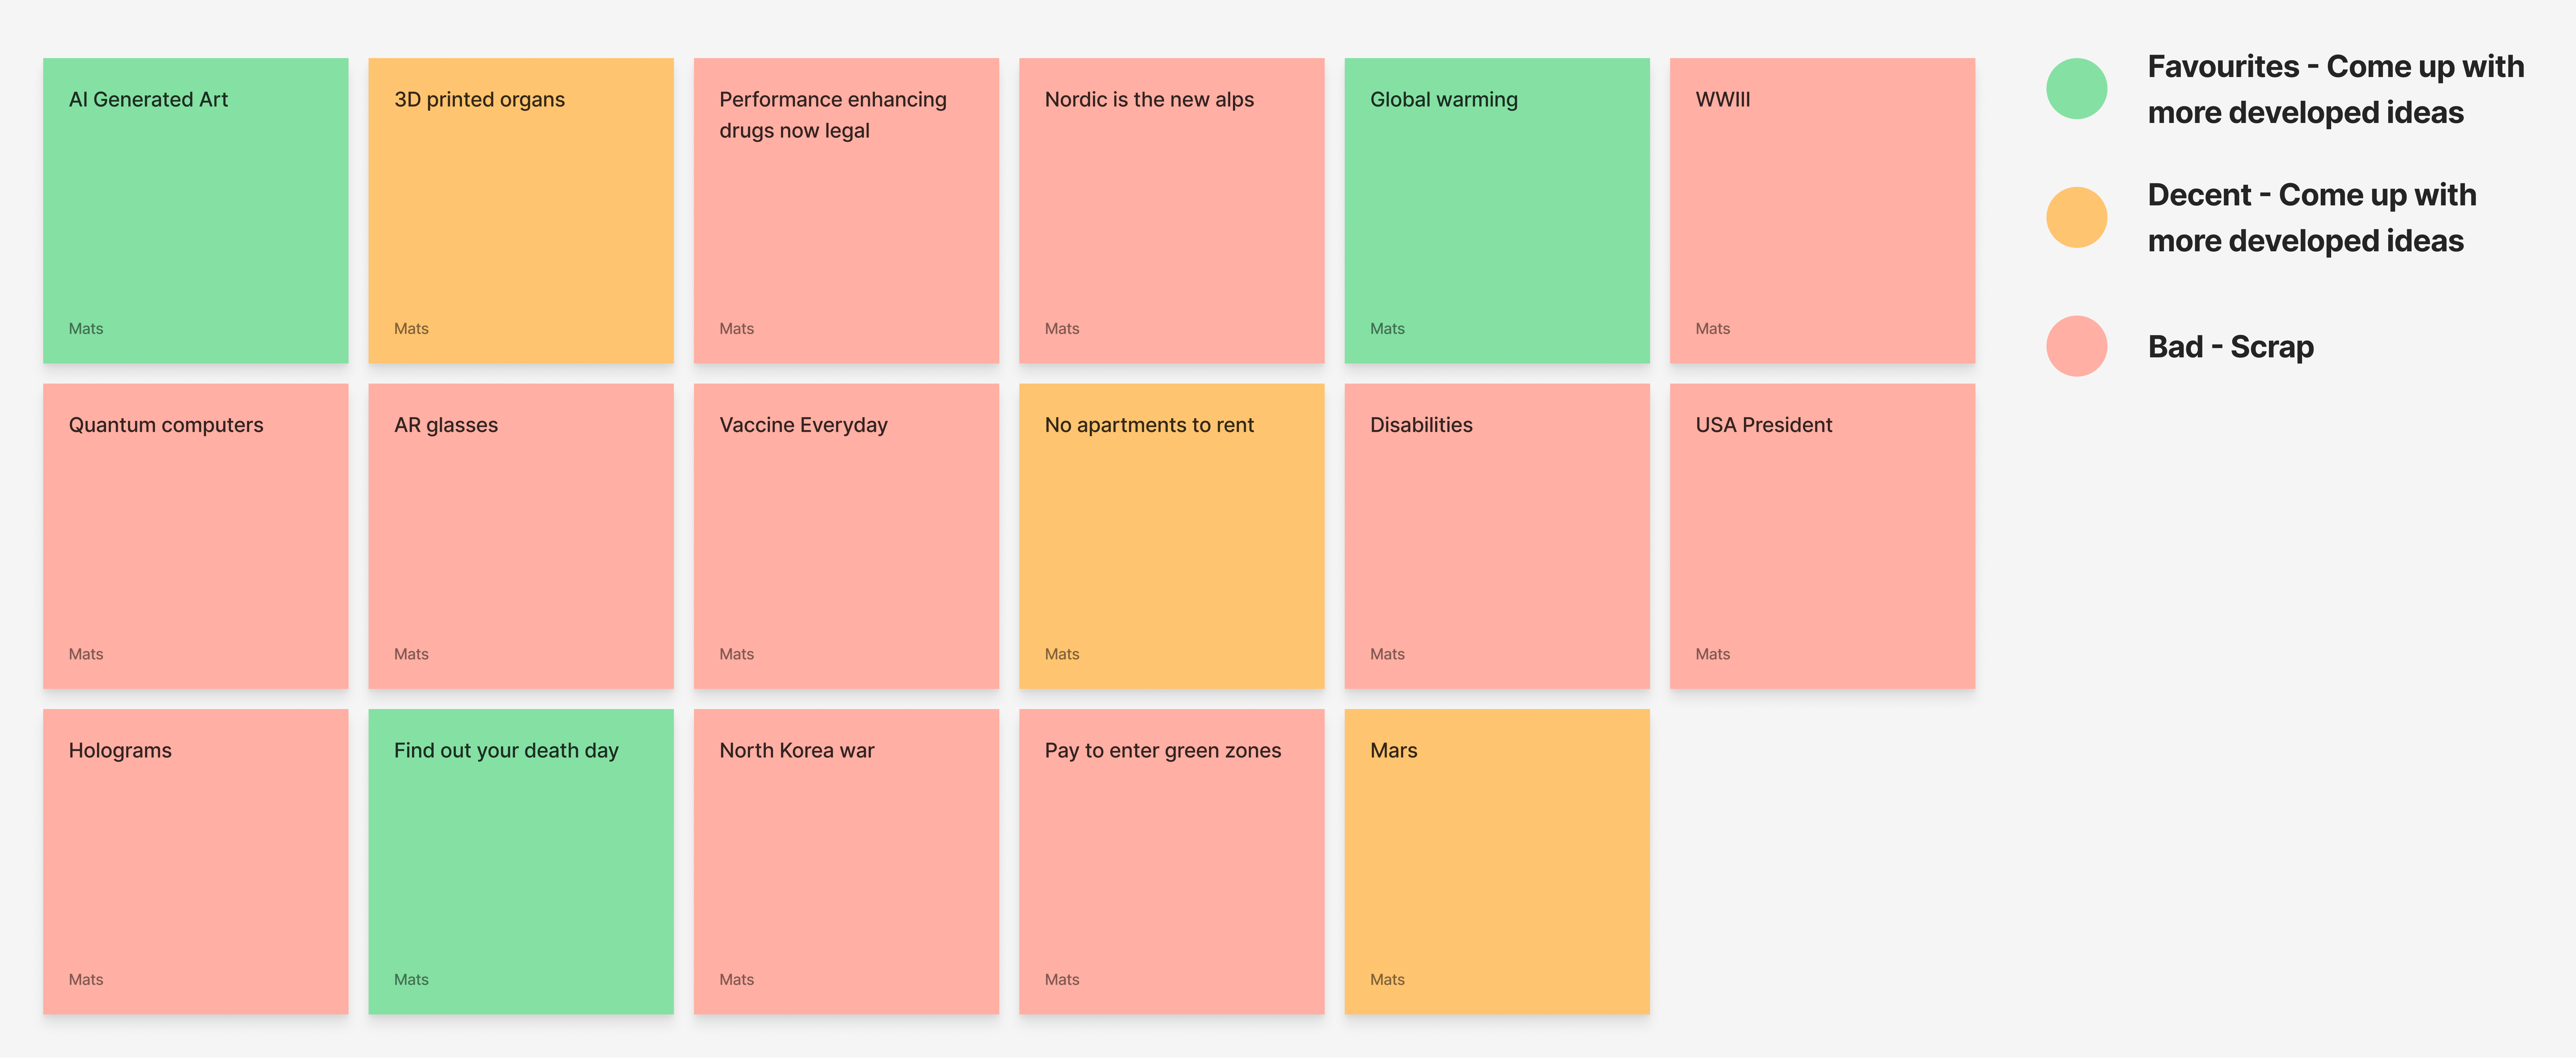 AI Generated Art
Mats
3D printed organs
Mats
Performance enhancing
drugs now legal
Mats
Nordic is the new alps
Mats
Global warming
Mats
WWIII
Mats
Favourites - Come up with
more developed ideas
Decent - Come up with
more developed ideas
Bad - Scrap
Quantum computers
Mats
AR glasses
Mats
Vaccine Everyday
Mats
No apartments to rent
Mats
Disabilities
Mats
USA President
Mats
Holograms
Mats
Find out your death day
Mats
North Korea war
Mats
Pay to enter green zones
Mats
Mars
Mats